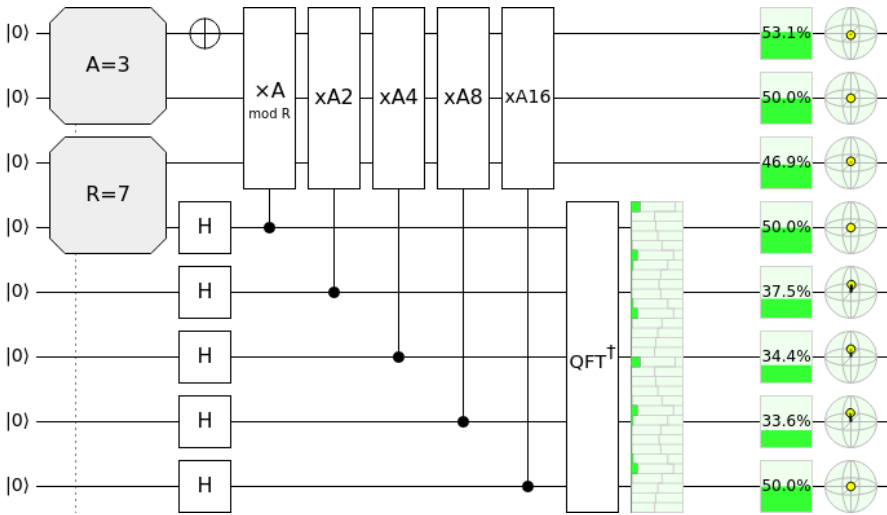 |0⟩ A=3 53.1%
|0⟩ ×A mod R xA2 xA4 xA8 xA16 50.0%
|0⟩ R=7 46.9%
|0⟩ H 50.0%
|0⟩ H 37.5%
|0⟩ H QFT† 34.4%
|0⟩ H 33.6%
|0⟩ H 50.0%